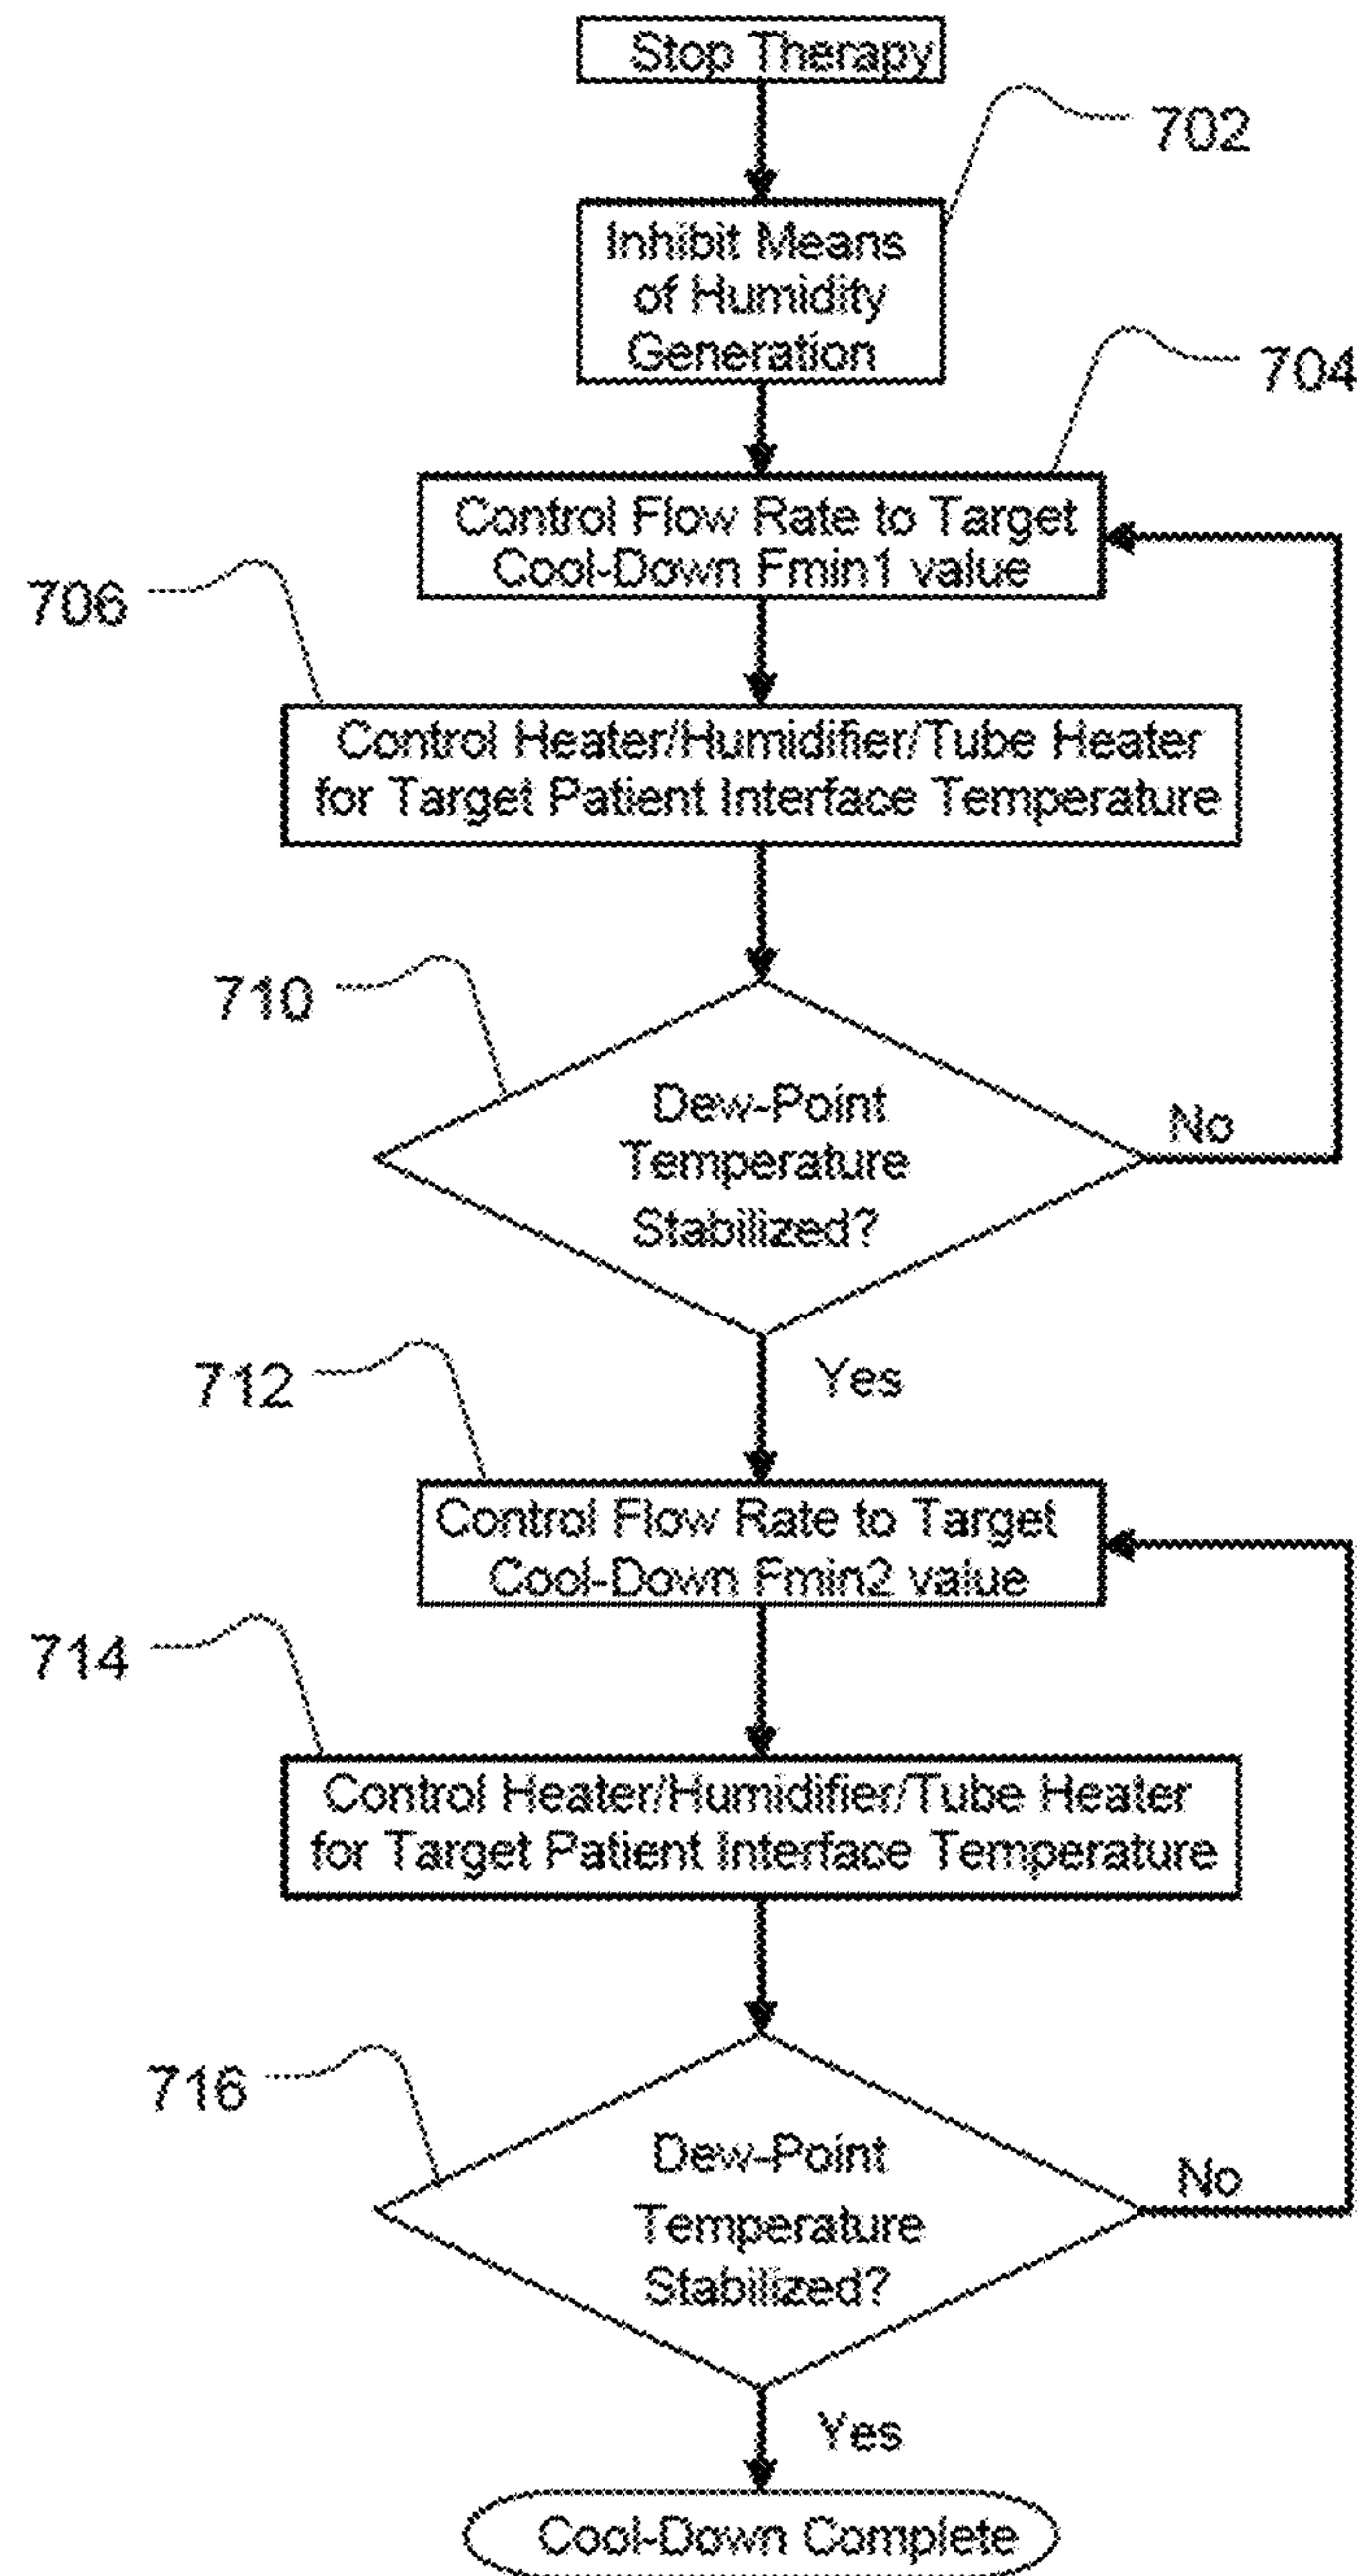 Stop Therapy
702
Inhibit Means
of Humidity
Generation
704
Control Flow Rate to Target
Cool-Down Fmin1 value
706
Control Heater/Humidifier/Tube Heater
for Target Patient Interface Temperature
710
Dew-Point
Temperature
Stabilized?
No
Yes
712
Control Flow Rate to Target
Cool-Down Fmin2 value
714
Control Heater/Humidifier/Tube Heater
for Target Patient Interface Temperature
716
Dew-Point
Temperature
Stabilized?
No
Yes
Cool-Down Complete